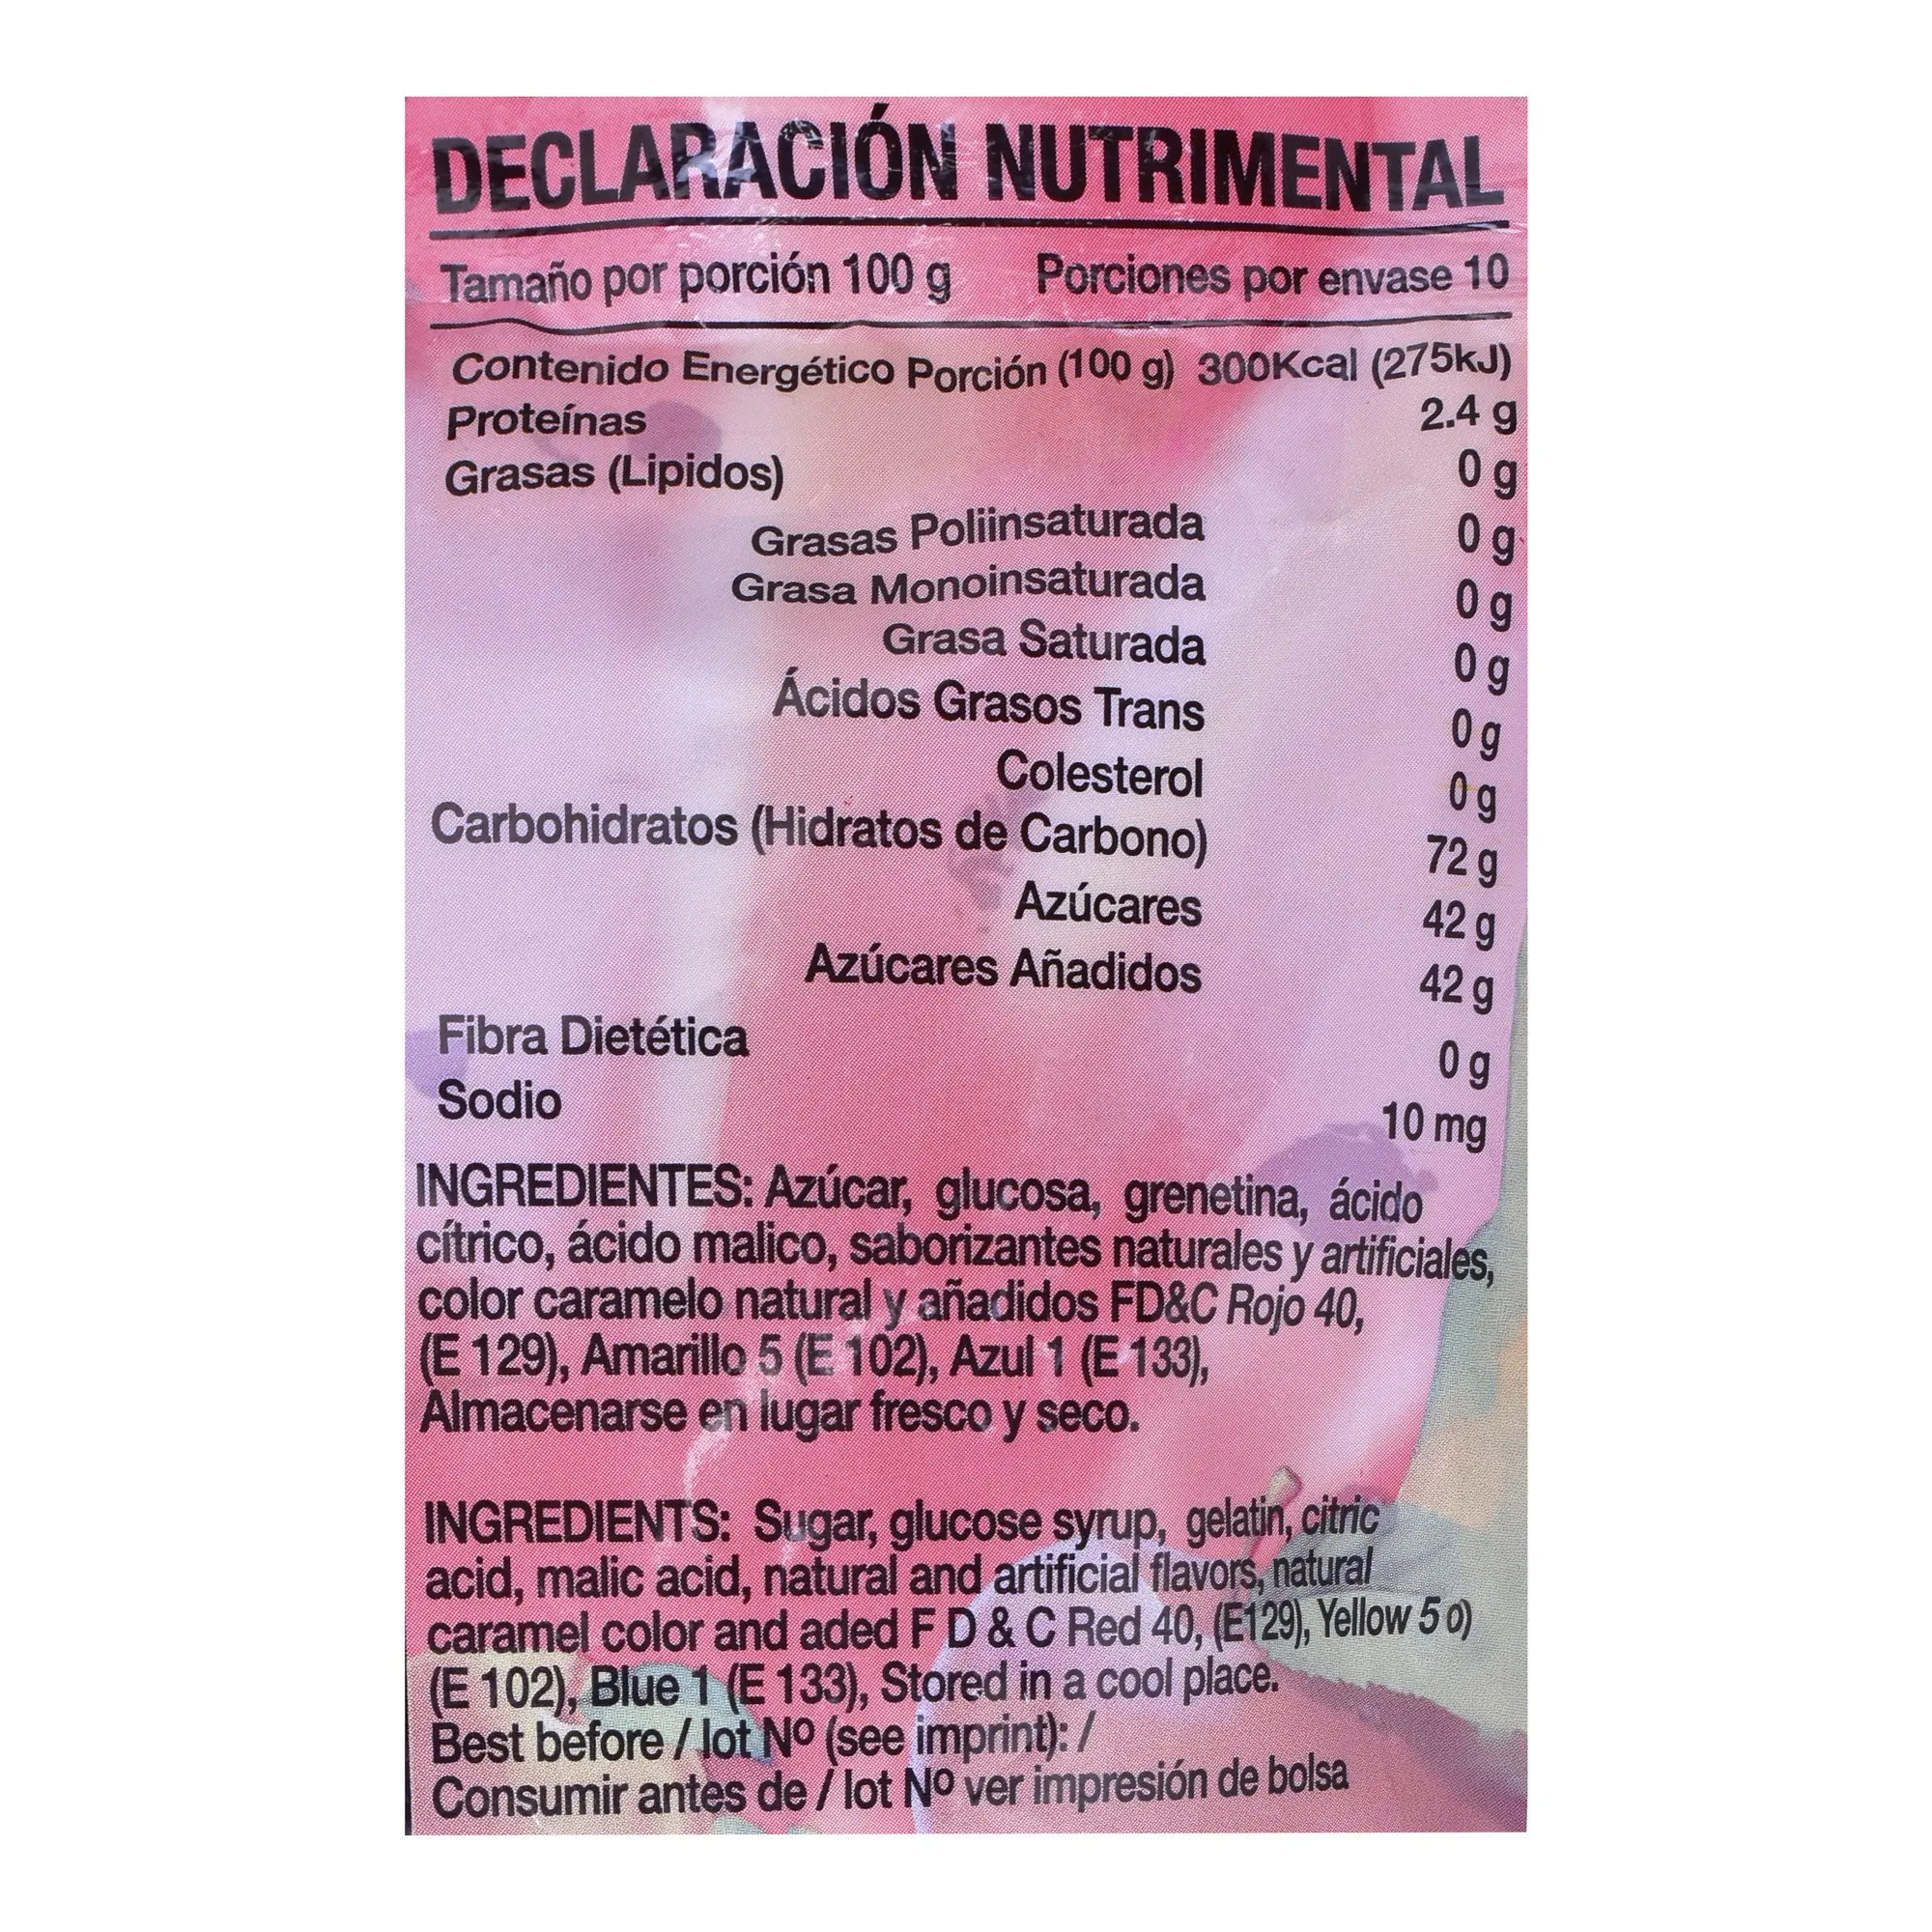 DECLARACIÓN NUTRIMENTAL
Tamaño por porción 100 g Porciones por envase 10
Contenido Energético Porción (100 g) 300Kcal (275kJ)
Proteínas 2.4 g
Grasas (Lipidos) 0 g
Grasas Poliinsaturada 0 g
Grasa Monoinsaturada 0 g
Grasa Saturada 0 g
Ácidos Grasos Trans 0 g
Colesterol 0 g
Carbohidratos (Hidratos de Carbono) 72 g
Azúcares 42 g
Azúcares Añadidos 42 g
Fibra Dietética 0 g
Sodio 10 mg
INGREDIENTES: Azúcar, glucosa, grenetina, ácido
cítrico, ácido malico, saborizantes naturales y artificiales,
color caramelo natural y añadidos FD&C Rojo 40,
(E 129), Amarillo 5 (E 102), Azul 1 (E 133),
Almacenarse en lugar fresco y seco.
INGREDIENTS: Sugar, glucose syrup, gelatin, citric
acid, malic acid, natural and artificial flavors, natural
caramel color and aded F D & C Red 40, (E129), Yellow 5 o)
(E 102), Blue 1 (E 133), Stored in a cool place.
Best before / lot Nº (see imprint): /
Consumir antes de / lot Nº ver impresión de bolsa